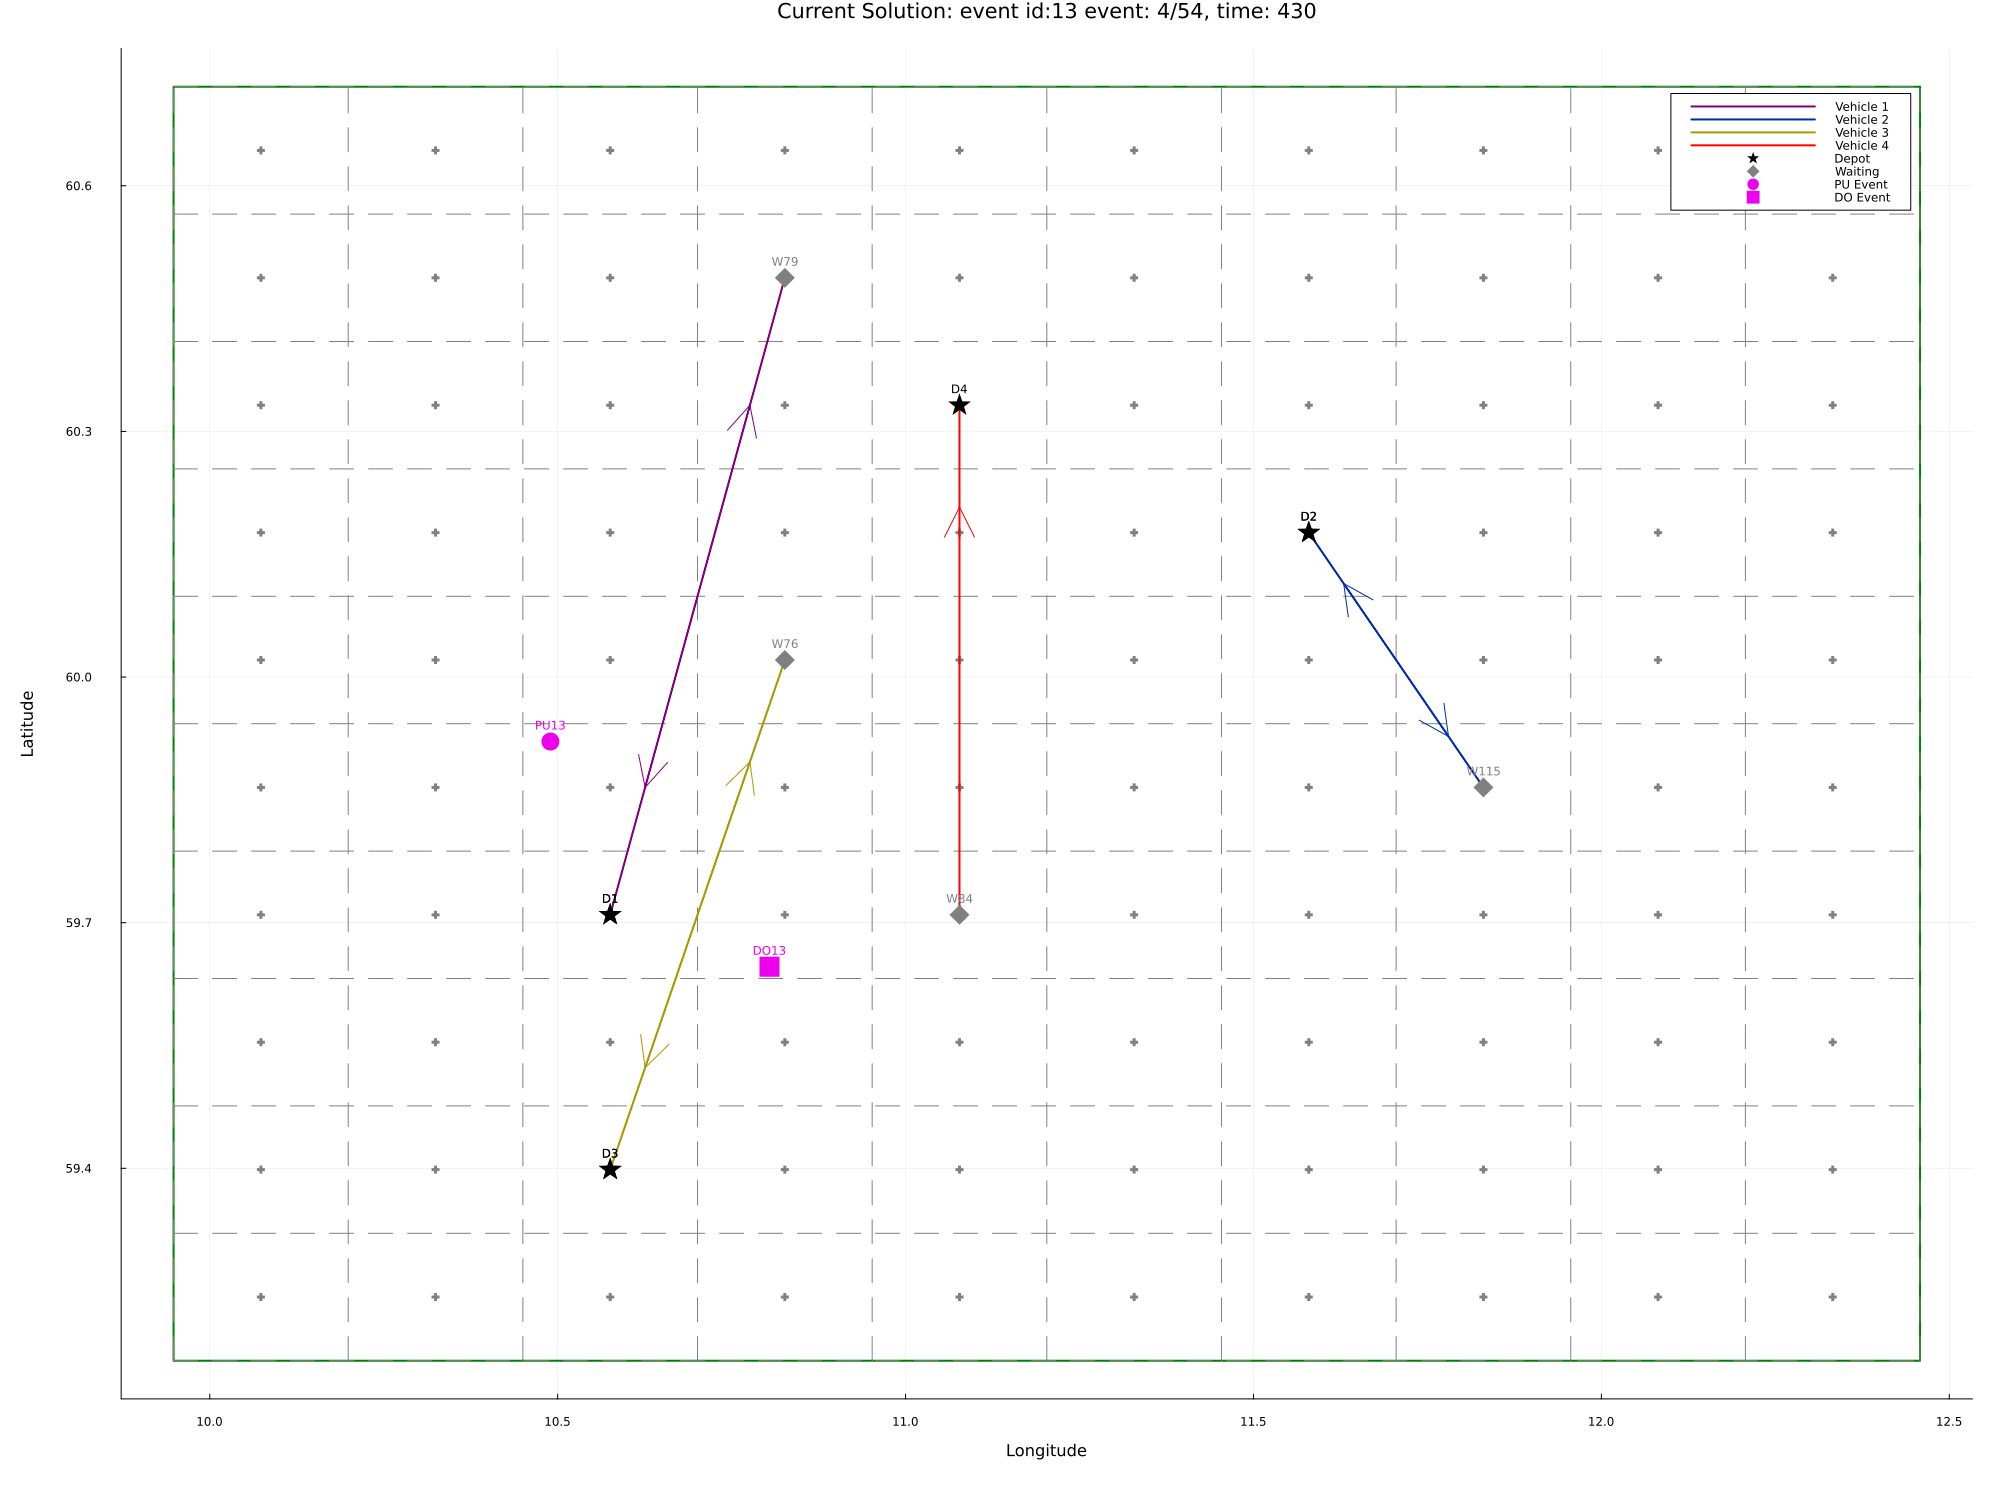 Current Solution: event id:13 event: 4/54, time: 430
Vehicle 1
Vehicle 2
Vehicle 3
Vehicle 4
Depot
Waiting
PU Event
DO Event
60.6
60.3
60.0
59.7
59.4
Latitude
W79
D4
D2
W76
PU13
W115
D1
W84
DO13
D3
10.0 10.5 11.0 11.5 12.0 12.5
Longitude